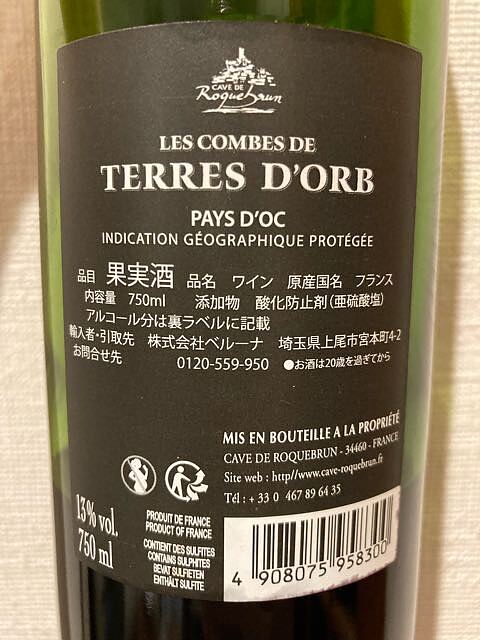 CAVE DE
Roquebrun
LES COMBES DE
TERRES D'ORB
PAYS D'OC
INDICATION GÉOGRAPHIQUE PROTÉGÉE
品目 果実酒 品名 ワイン 原産国名 フランス
内容量 750ml 添加物 酸化防止剤(亜硫酸塩)
アルコール分は裏ラベルに記載
輸入者・引取先 株式会社ベルーナ 埼玉県上尾市宮本町4-2
お問合せ先 0120-559-950 ●お酒は20歳を過ぎてから
MIS EN BOUTEILLE A LA PROPRIÉTÉ
CAVE DE ROQUEBRUN - 34460 - FRANCE
Site web : http//www-cave-roquebrun.fr
Tél : + 33 0 467 89 64 35
13% vol.
750 ml
PRODUIT DE FRANCE
PRODUCT OF FRANCE
CONTIENT DES SULFITES
CONTAINS SULPHITES
BEVAT SULFIETEN
ENTHÄLT SULFITE
4 908075 958300